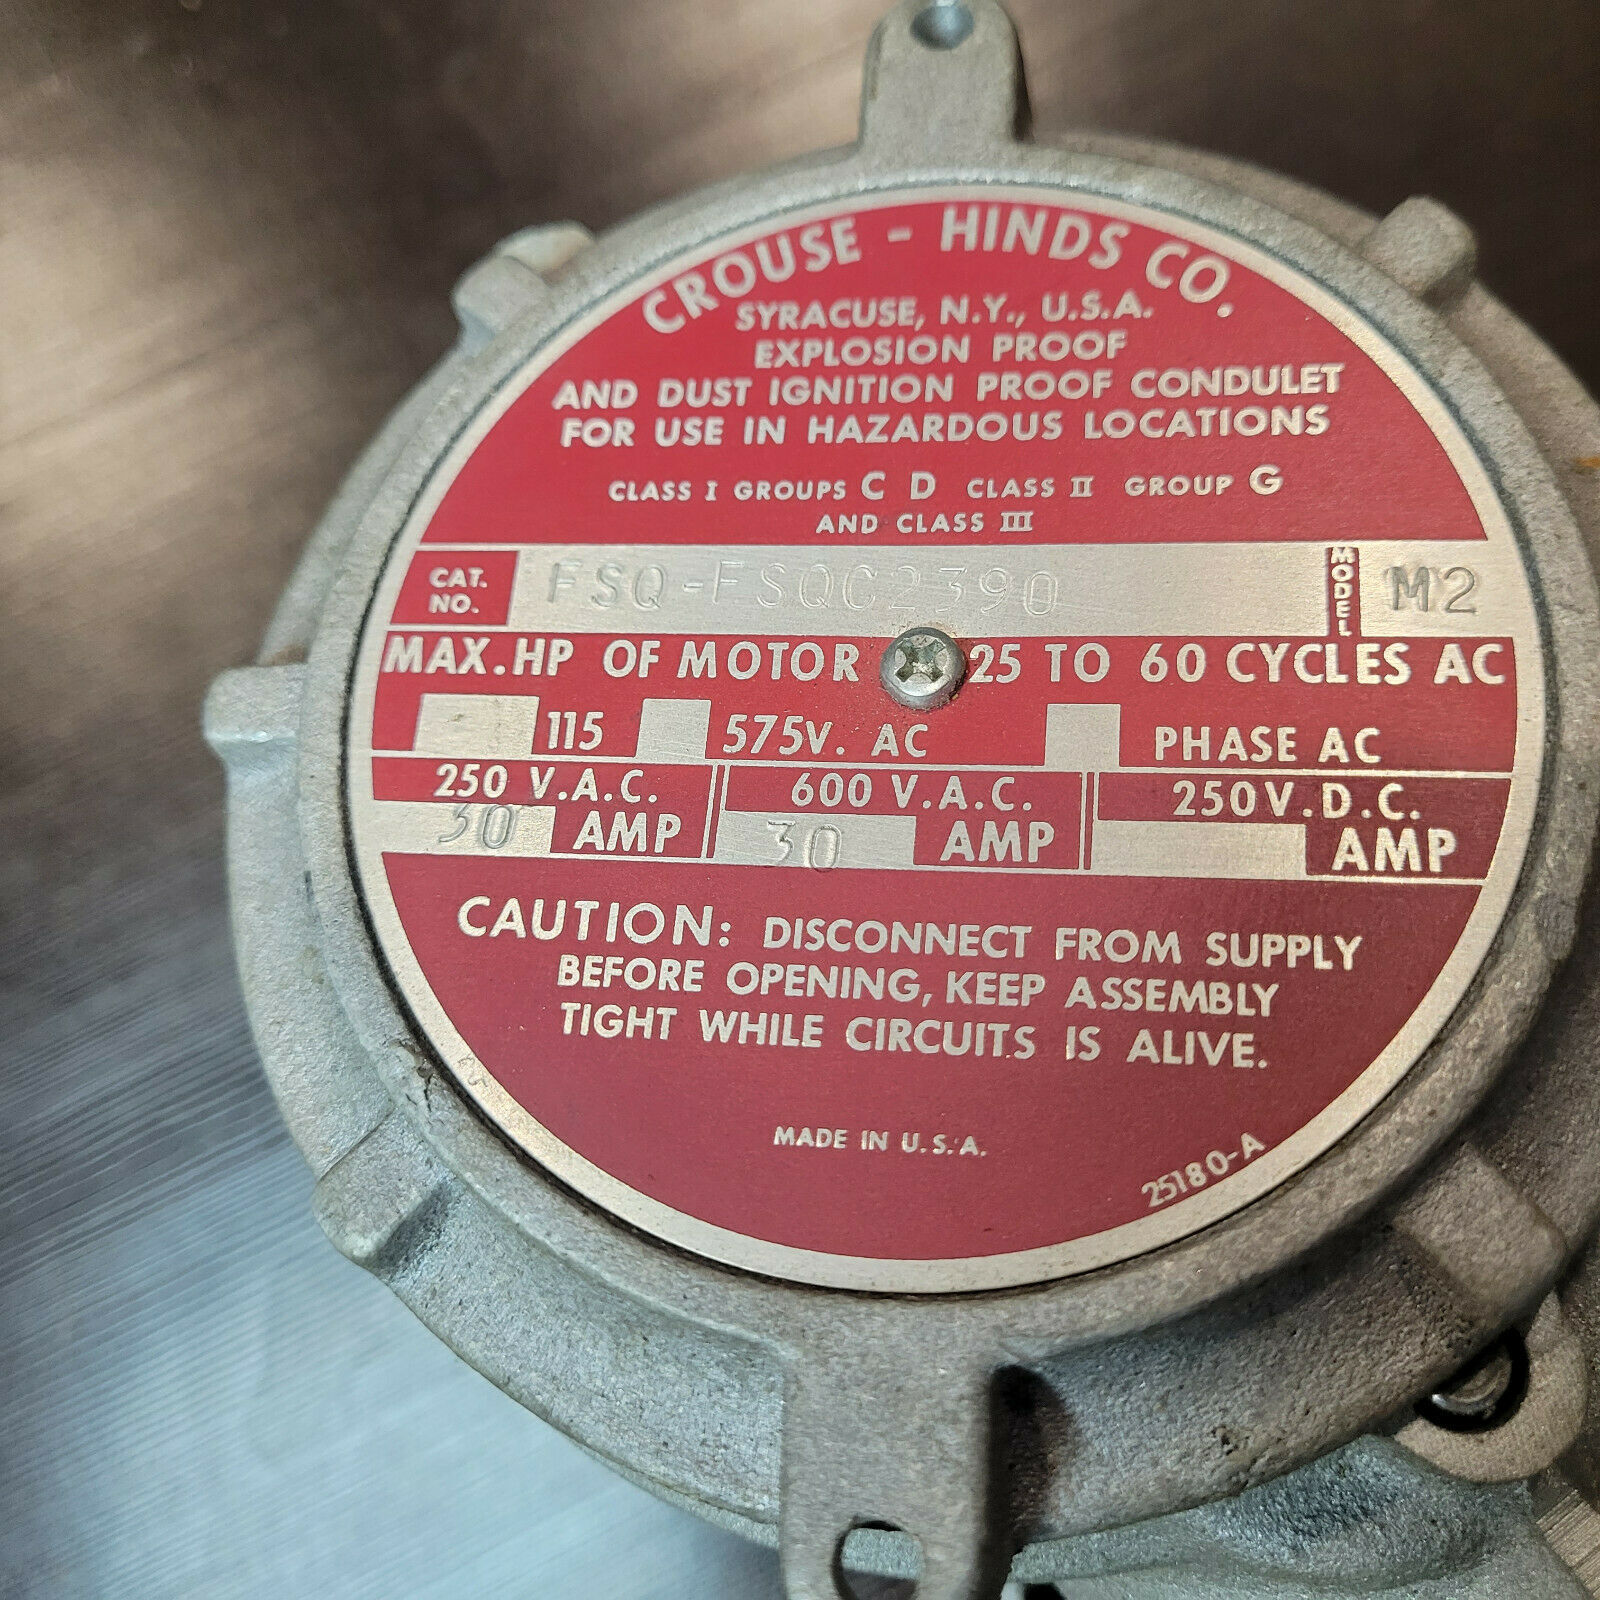 CROUSE - HINDS CO.
SYRACUSE, N.Y., U.S.A.
EXPLOSION PROOF
AND DUST IGNITION PROOF CONDULET
FOR USE IN HAZARDOUS LOCATIONS
CLASS I GROUPS C D CLASS II GROUP G
AND CLASS III
CAT. NO. FSQ-FSQC2390 MODEL M2
MAX. HP OF MOTOR 25 TO 60 CYCLES AC
115 575V. AC PHASE AC
250 V.A.C. 600 V.A.C. 250V.D.C.
30 AMP 30 AMP AMP
CAUTION: DISCONNECT FROM SUPPLY
BEFORE OPENING, KEEP ASSEMBLY
TIGHT WHILE CIRCUITS IS ALIVE.
MADE IN U.S.A.
25180-A